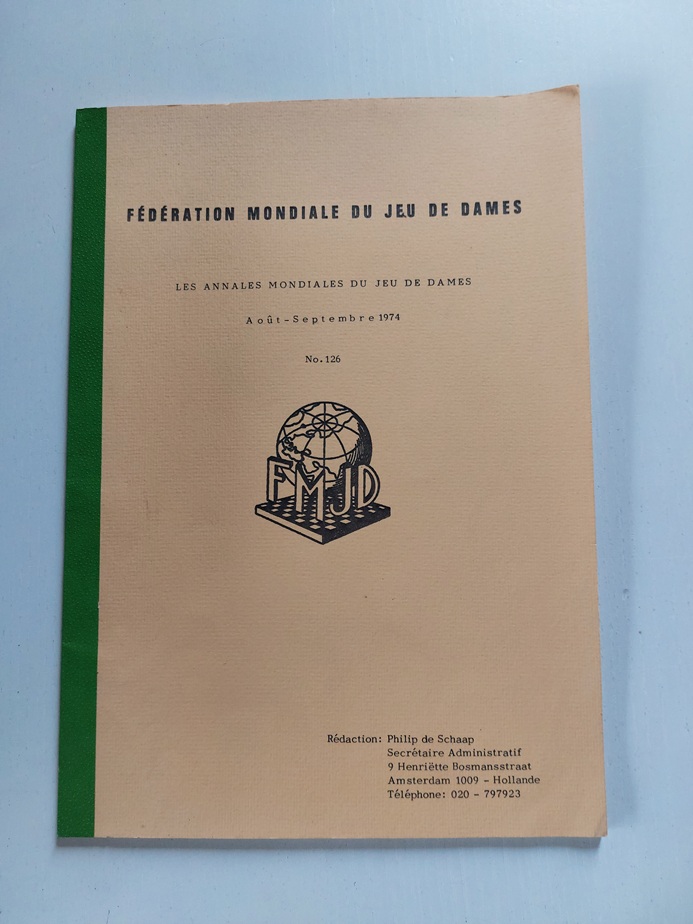 FÉDÉRATION MONDIALE DU JEU DE DAMES
LES ANNALES MONDIALES DU JEU DE DAMES
Août-Septembre 1974
No.126
FMJD
Rédaction: Philip de Schaap
Secrétaire Administratif
9 Henriëtte Bosmansstraat
Amsterdam 1009 - Hollande
Téléphone: 020 - 797923